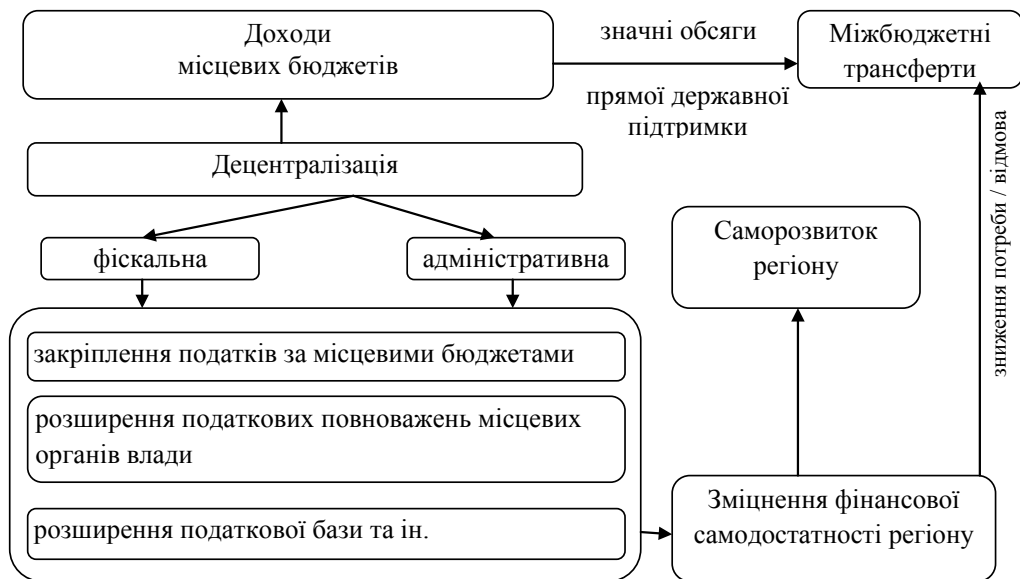 Доходи
місцевих бюджетів
значні обсяги
прямої державної
підтримки
Міжбюджетні
трансферти
Децентралізація
зниження потреби / відмова
фіскальна
адміністративна
Саморозвиток
регіону
закріплення податків за місцевими бюджетами
розширення податкових повноважень місцевих
органів влади
розширення податкової бази та ін.
Зміцнення фінансової
самодостатності регіону